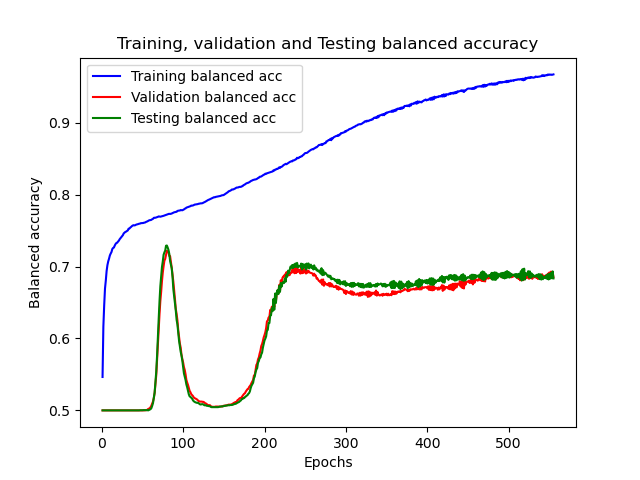 Training, validation and Testing balanced accuracy
Training balanced acc
Validation balanced acc
Testing balanced acc
Balanced accuracy
0.9
0.8
0.7
0.6
0.5
0 100 200 300 400 500
Epochs